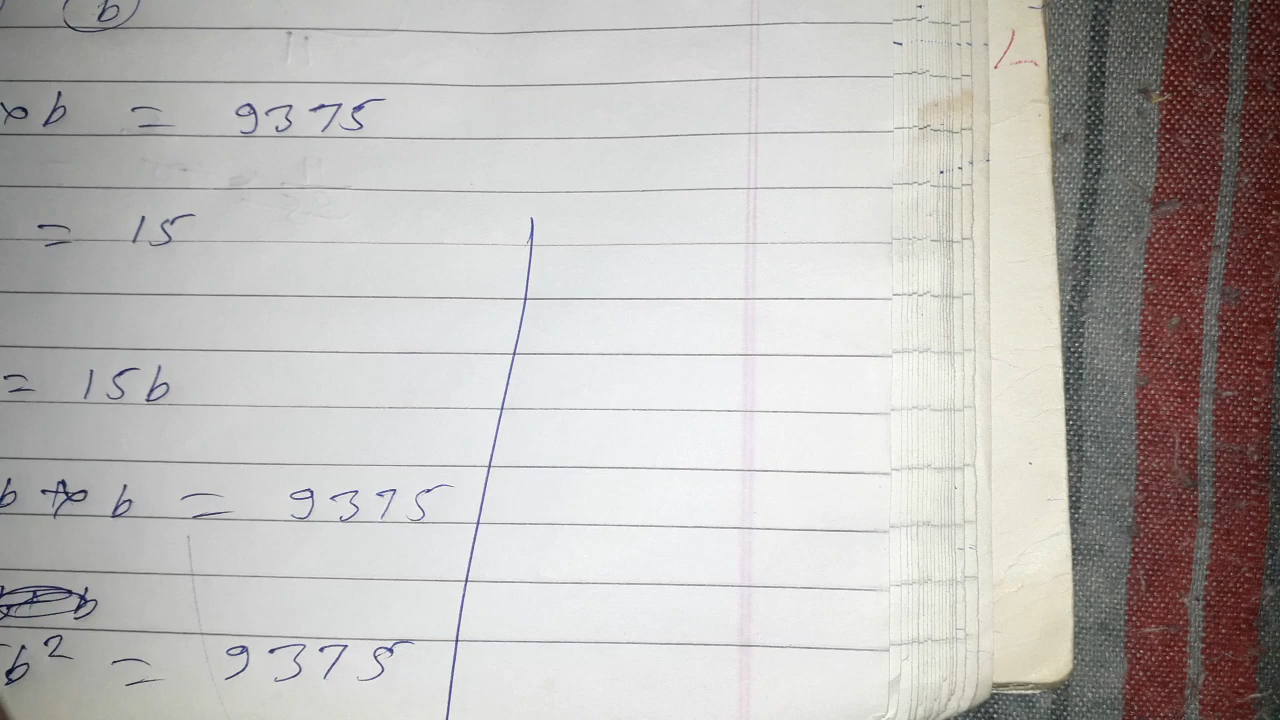 b
× b = 9375
= 15
= 15b
b × b = 9375
b² = 9375